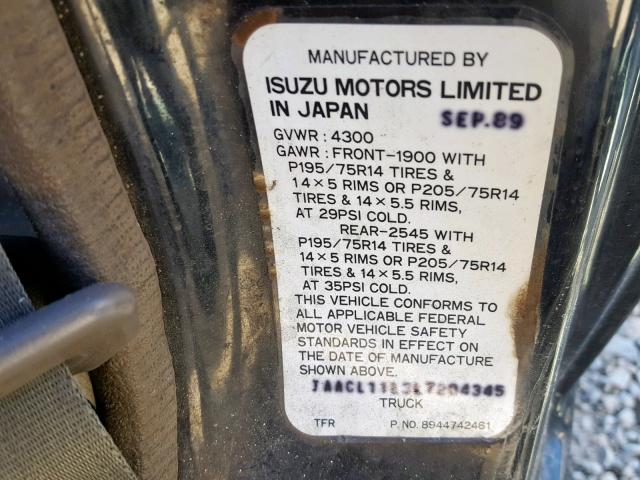 MANUFACTURED BY
ISUZU MOTORS LIMITED
IN JAPAN SEP.89
GVWR : 4300
GAWR : FRONT-1900 WITH
P195/75R14 TIRES &
14×5 RIMS OR P205/75R14
TIRES & 14×5.5 RIMS,
AT 29PSI COLD.
REAR-2545 WITH
P195/75R14 TIRES &
14×5 RIMS OR P205/75R14
TIRES & 14×5.5 RIMS,
AT 35PSI COLD.
THIS VEHICLE CONFORMS TO
ALL APPLICABLE FEDERAL
MOTOR VEHICLE SAFETY
STANDARDS IN EFFECT ON
THE DATE OF MANUFACTURE
SHOWN ABOVE.
TRUCK
TFR P. NO. 8944742461